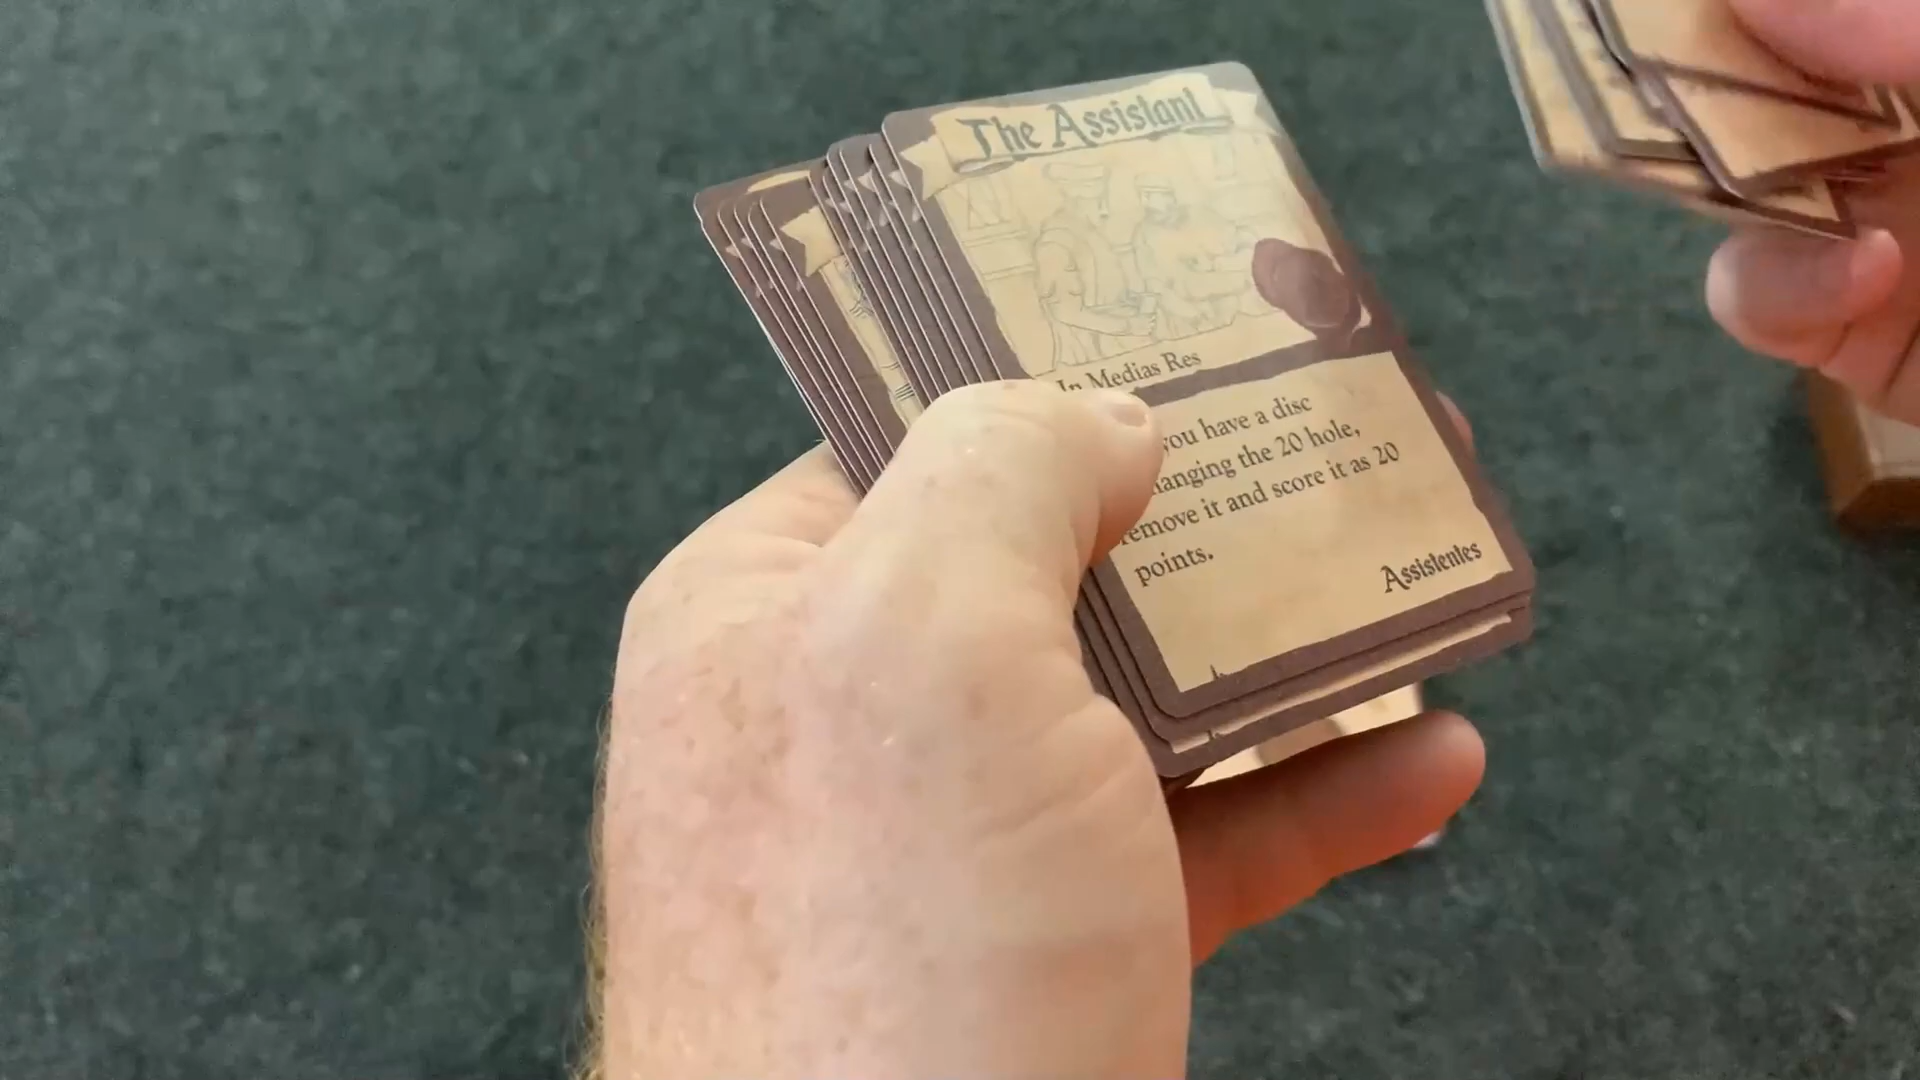 The Assistant
In Medias Res
you have a disc
hanging the 20 hole,
remove it and score it as 20
points.
Assistentes